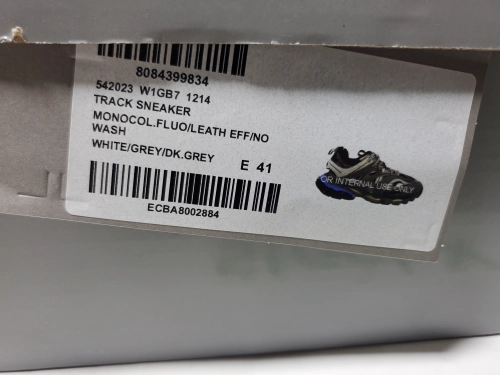 8084399834
542023 W1GB7 1214
TRACK SNEAKER
MONOCOL.FLUO/LEATH EFF/NO
WASH
WHITE/GREY/DK.GREY E 41
OR INTERNAL USE ONLY
ECBA8002884